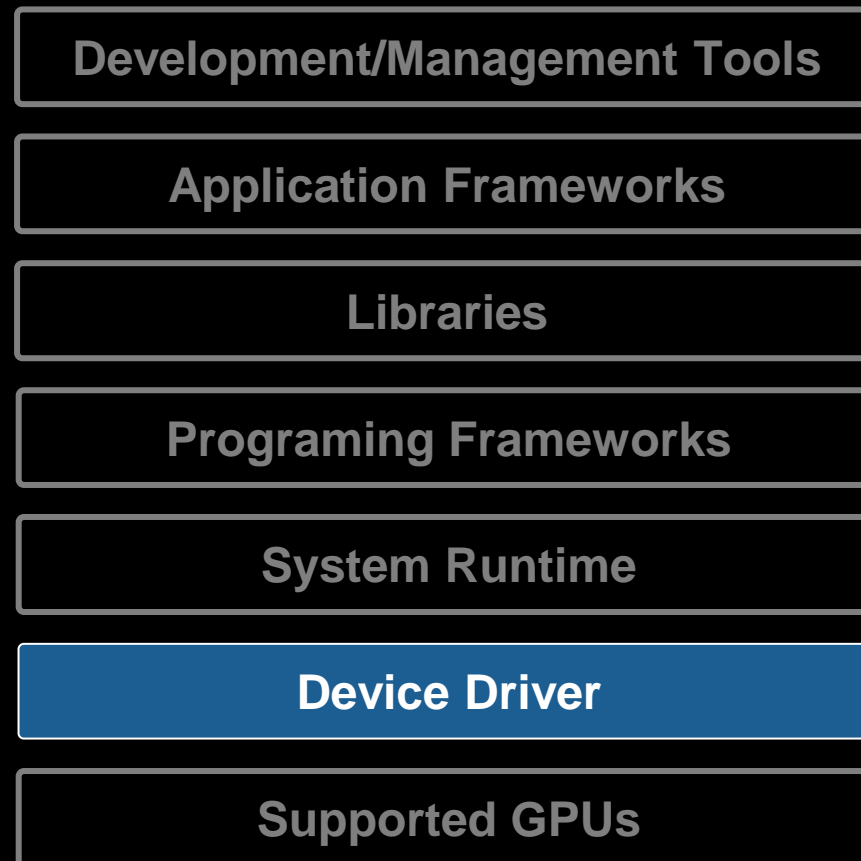 Development/Management Tools
Application Frameworks
Libraries
Programing Frameworks
System Runtime
Device Driver
Supported GPUs